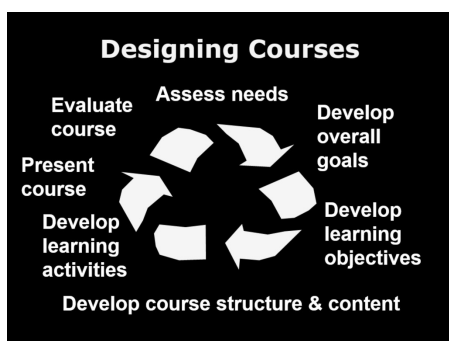 Designing Courses
Assess needs
Develop
overall
goals
Develop
learning
objectives
Develop course structure & content
Develop
learning
activities
Present
course
Evaluate
course